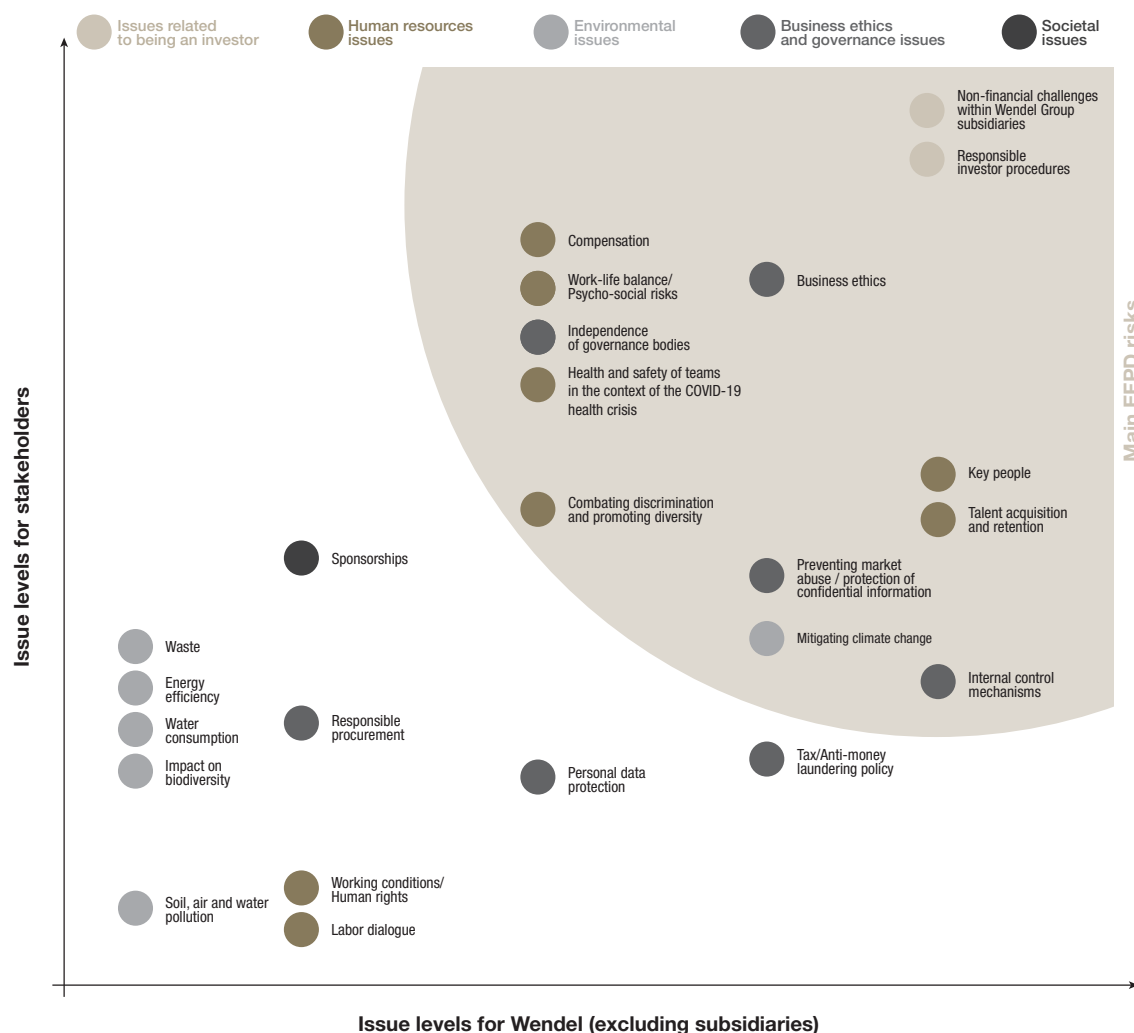 Issues related
to being an investor
Human resources
issues
Environmental
issues
Business ethics
and governance issues
Societal
issues
Non-financial challenges
within Wendel Group
subsidiaries
Responsible
investor procedures
Compensation
Work-life balance/
Psycho-social risks
Business ethics
Independence
of governance bodies
Health and safety of teams
in the context of the COVID-19
health crisis
Key people
Combating discrimination
and promoting diversity
Talent acquisition
and retention
Sponsorships
Preventing market
abuse / protection of
confidential information
Waste
Mitigating climate change
Energy
efficiency
Internal control
mechanisms
Water
consumption
Responsible
procurement
Impact on
biodiversity
Personal data
protection
Tax/Anti-money
laundering policy
Soil, air and water
pollution
Working conditions/
Human rights
Labor dialogue
Issue levels for stakeholders
Main EFPD risks
Issue levels for Wendel (excluding subsidiaries)